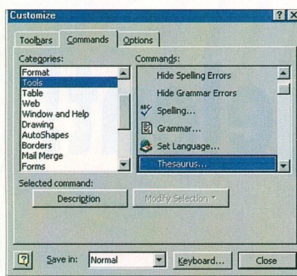 Customize
Toolbars Commands Options
Categories: Commands:
Format
Tools
Table
Web
Window and Help
Drawing
AutoShapes
Borders
Mail Merge
Forms
Hide Spelling Errors
Hide Grammar Errors
Spelling...
Grammar...
Set Language...
Thesaurus...
Selected command:
Description Modify Selection
Save in: Normal Keyboard... Close